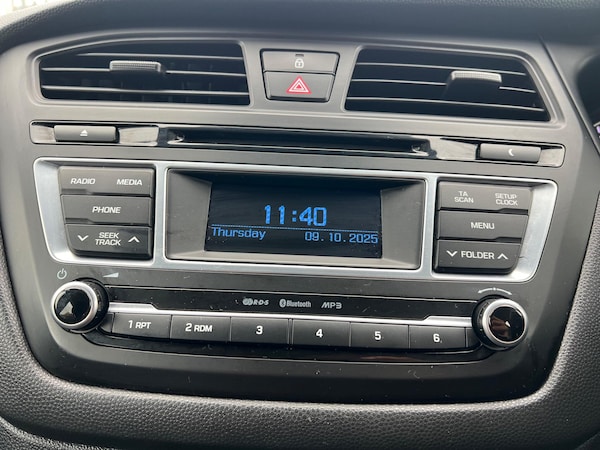 RADIO MEDIA
PHONE
SEEK
TRACK
11:40
Thursday 09.10.2025
TA
SCAN
SETUP
CLOCK
MENU
FOLDER
R·D·S Bluetooth MP3
1 RPT 2 RDM 3 4 5 6